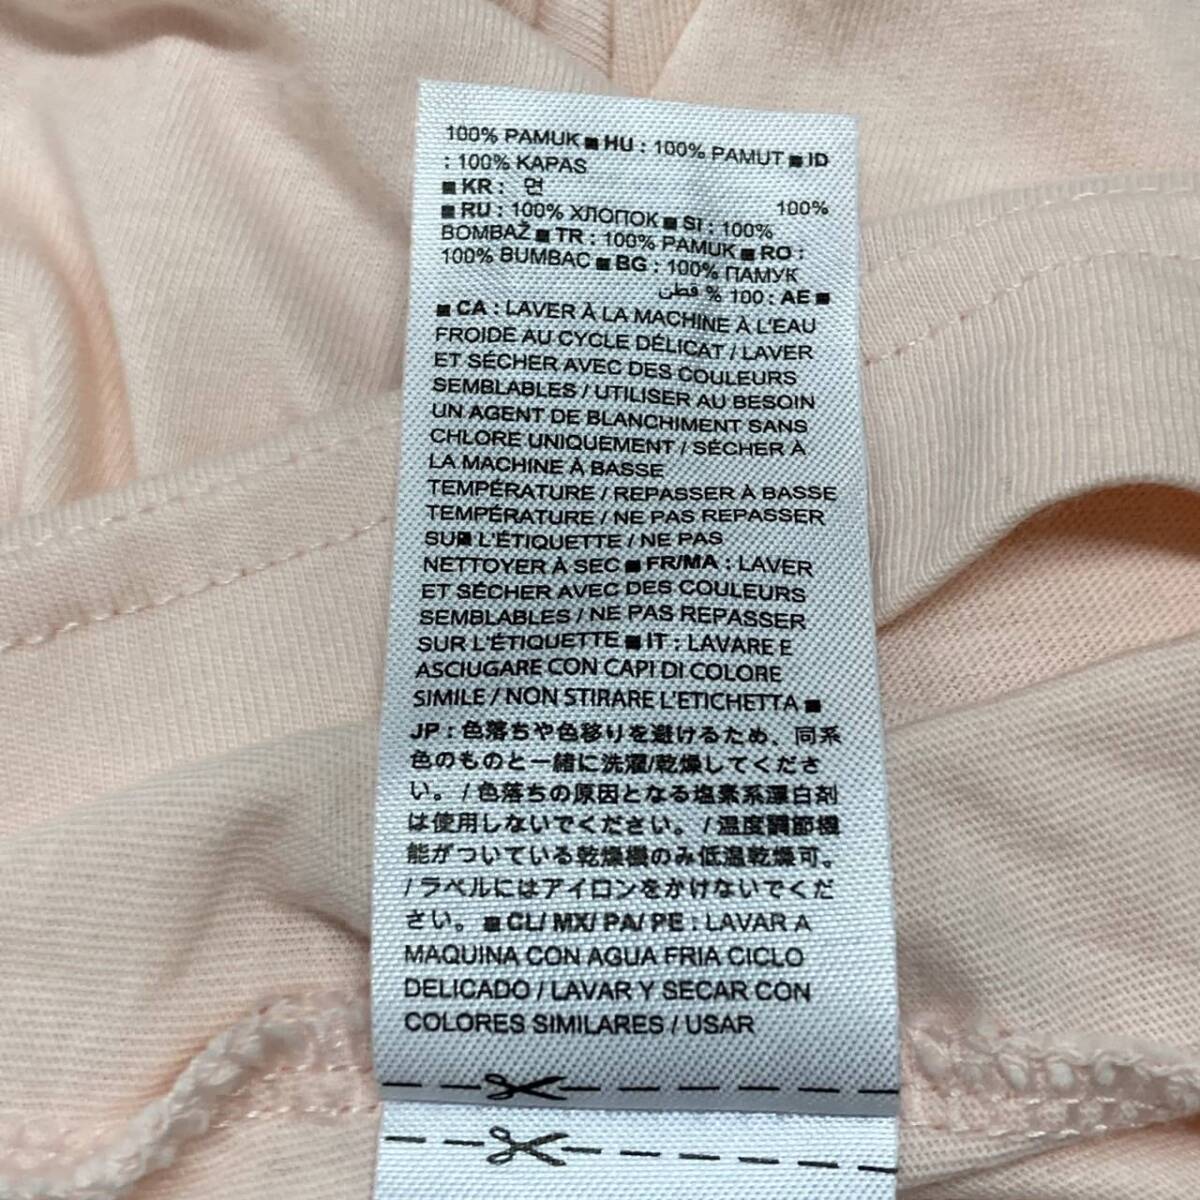 100% PAMUK ■ HU : 100% PAMUT ■ ID
: 100% KAPAS
■ KR : 면
100%
■ RU : 100% ХЛОПОК ■ SI : 100%
BOMBAŽ ■ TR : 100% PAMUK ■ RO :
100% BUMBAC ■ BG : 100% ПАМУК
■ AE : 100 % قطن
■ CA : LAVER À LA MACHINE À L'EAU
FROIDE AU CYCLE DÉLICAT / LAVER
ET SÉCHER AVEC DES COULEURS
SEMBLABLES / UTILISER AU BESOIN
UN AGENT DE BLANCHIMENT SANS
CHLORE UNIQUEMENT / SÉCHER À
LA MACHINE À BASSE
TEMPÉRATURE / REPASSER À BASSE
TEMPÉRATURE / NE PAS REPASSER
SUR L'ÉTIQUETTE / NE PAS
NETTOYER À SEC ■ FR/MA : LAVER
ET SÉCHER AVEC DES COULEURS
SEMBLABLES / NE PAS REPASSER
SUR L'ÉTIQUETTE ■ IT : LAVARE E
ASCIUGARE CON CAPI DI COLORE
SIMILE / NON STIRARE L'ETICHETTA ■
JP : 色落ちや色移りを避けるため、同系
色のものと一緒に洗濯/乾燥してくださ
い。 / 色落ちの原因となる塩素系漂白剤
は使用しないでください。 / 温度調節機
能がついている乾燥機のみ低温乾燥可。
/ ラベルにはアイロンをかけないでくだ
さい。 ■ CL/ MX/ PA/ PE : LAVAR A
MAQUINA CON AGUA FRIA CICLO
DELICADO / LAVAR Y SECAR CON
COLORES SIMILARES / USAR